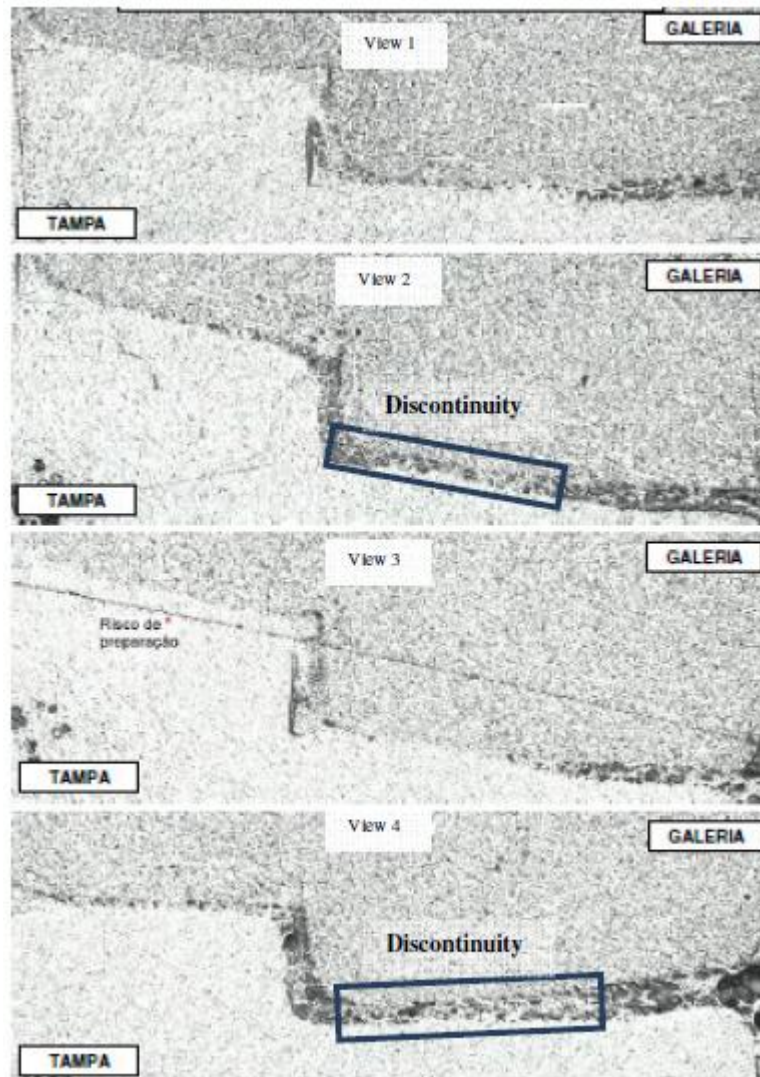 View 1
GALERIA
TAMPA
View 2
GALERIA
Discontinuity
TAMPA
View 3
GALERIA
Risco de *
preparação
TAMPA
View 4
GALERIA
Discontinuity
TAMPA